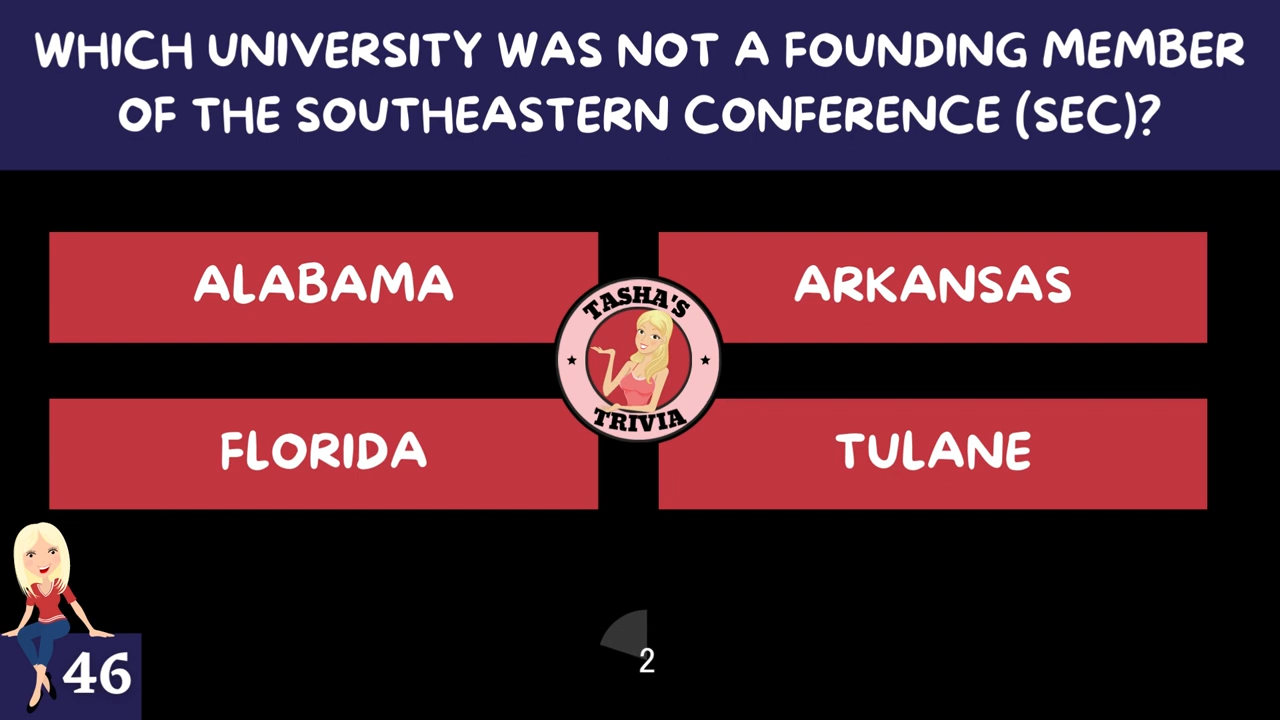 WHICH UNIVERSITY WAS NOT A FOUNDING MEMBER
OF THE SOUTHEASTERN CONFERENCE (SEC)?
ALABAMA
ARKANSAS
TASHA'S
TRIVIA
FLORIDA
TULANE
2
46